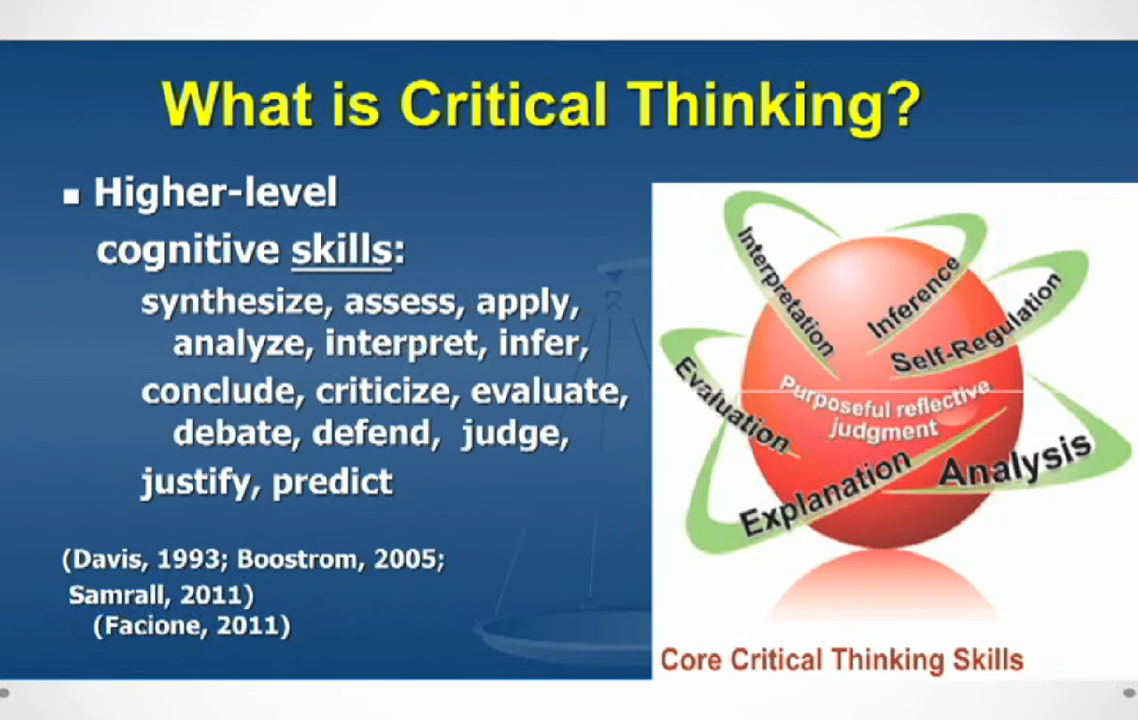 What is Critical Thinking?
Higher-level
cognitive skills:
synthesize, assess, apply,
analyze, interpret, infer,
conclude, criticize, evaluate,
debate, defend, judge,
justify, predict
(Davis, 1993; Boostrom, 2005;
Samrall, 2011)
(Facione, 2011)
Interpretation
Inference
Self-Regulation
Evaluation
Purposeful reflective
judgment
Explanation
Analysis
Core Critical Thinking Skills